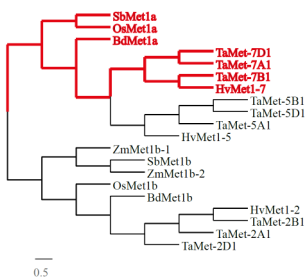 SbMet1a
OsMet1a
BdMet1a
TaMet-7D1
TaMet-7A1
TaMet-7B1
HvMet1-7
TaMet-5B1
TaMet-5D1
TaMet-5A1
HvMet1-5
ZmMet1b-1
SbMet1b
ZmMet1b-2
OsMet1b
BdMet1b
HvMet1-2
TaMet-2B1
TaMet-2A1
TaMet-2D1
0.5